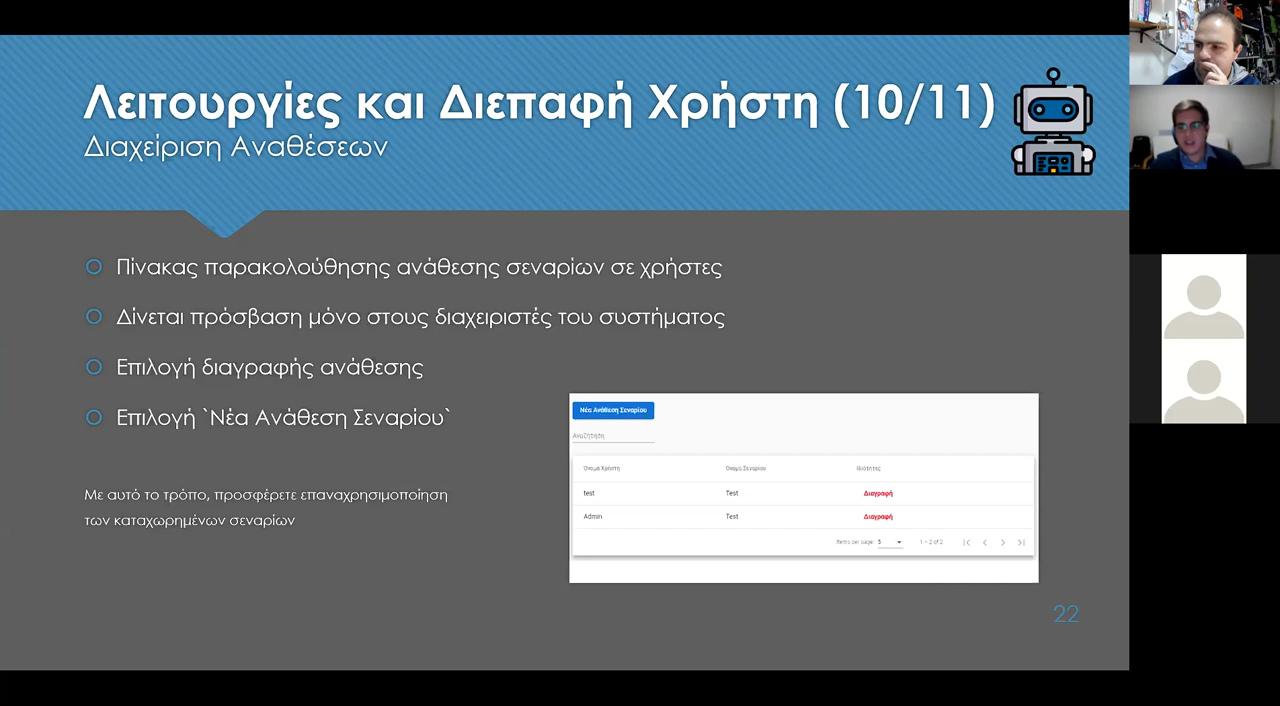 Λειτουργίες και Διεπαφή Χρήστη (10/11)
Διαχείριση Αναθέσεων
Πίνακας παρακολούθησης ανάθεσης σεναρίων σε χρήστες
Δίνεται πρόσβαση μόνο στους διαχειριστές του συστήματος
Επιλογή διαγραφής ανάθεσης
Επιλογή `Νέα Ανάθεση Σεναρίου`
Με αυτό το τρόπο, προσφέρετε επαναχρησιμοποίηση
των καταχωρημένων σεναρίων
Νέα Ανάθεση Σεναρίου
Αναζήτηση
Όνομα Χρήστη Όνομα Σεναρίου Ιδιότητες
test Test Διαγραφή
Admin Test Διαγραφή
Items per page: 5 1 – 2 of 2
22